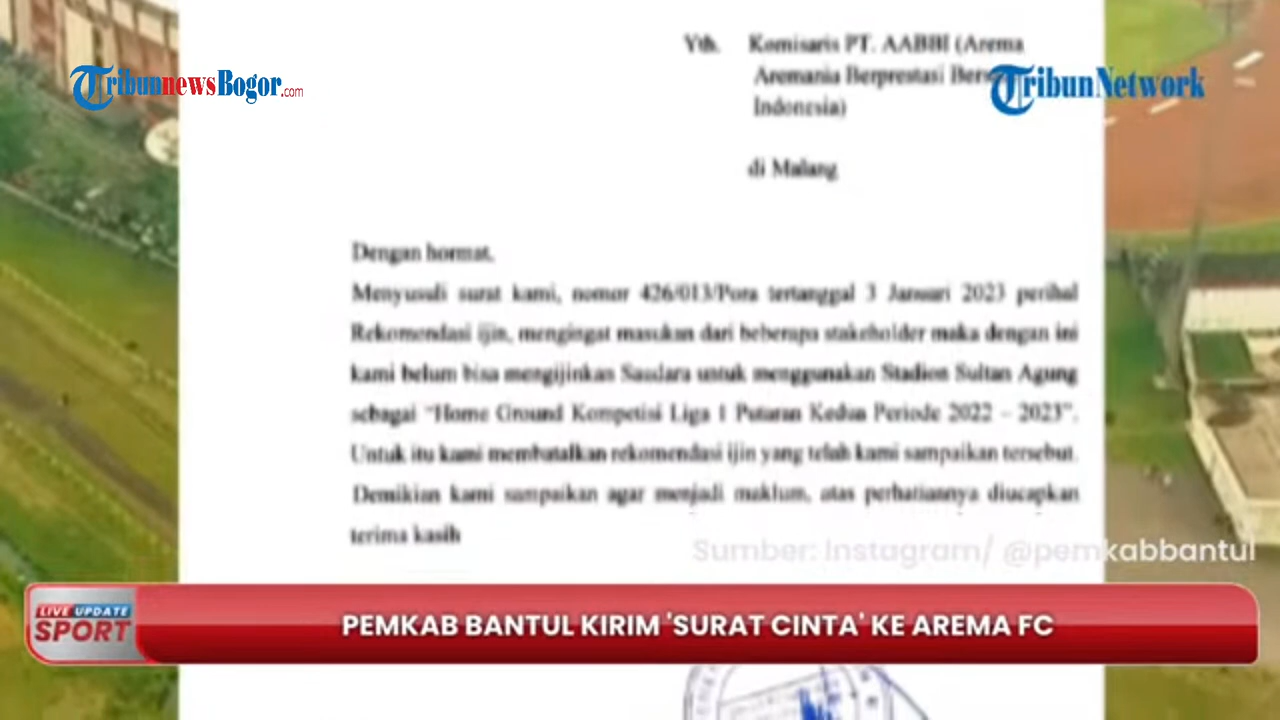 Yth. Komisaris PT. AABBI (Arema
TribunnewsBogor.com
TribunNetwork
Aremania Berprestasi
Indonesia)
di Malang
Dengan hormat,
Menyusuli surat kami, nomor 426/013/Pora tertanggal 3 Januari 2023 perihal
Rekomendasi ijin, mengingat masukan dari beberapa stakeholder maka dengan ini
kami belum bisa mengijinkan Saudara untuk menggunakan Stadion Sultan Agung
sebagai "Home Ground Kompetisi Liga 1 Putaran Kedua Periode 2022 – 2023".
Untuk itu kami membatalkan rekomendasi ijin yang telah kami sampaikan tersebut.
Demikian kami sampaikan agar menjadi maklum, atas perhatiannya diucapkan
terima kasih
Sumber: Instagram/ @pemkabbantul
LIVE UPDATE
SPORT
PEMKAB BANTUL KIRIM 'SURAT CINTA' KE AREMA FC